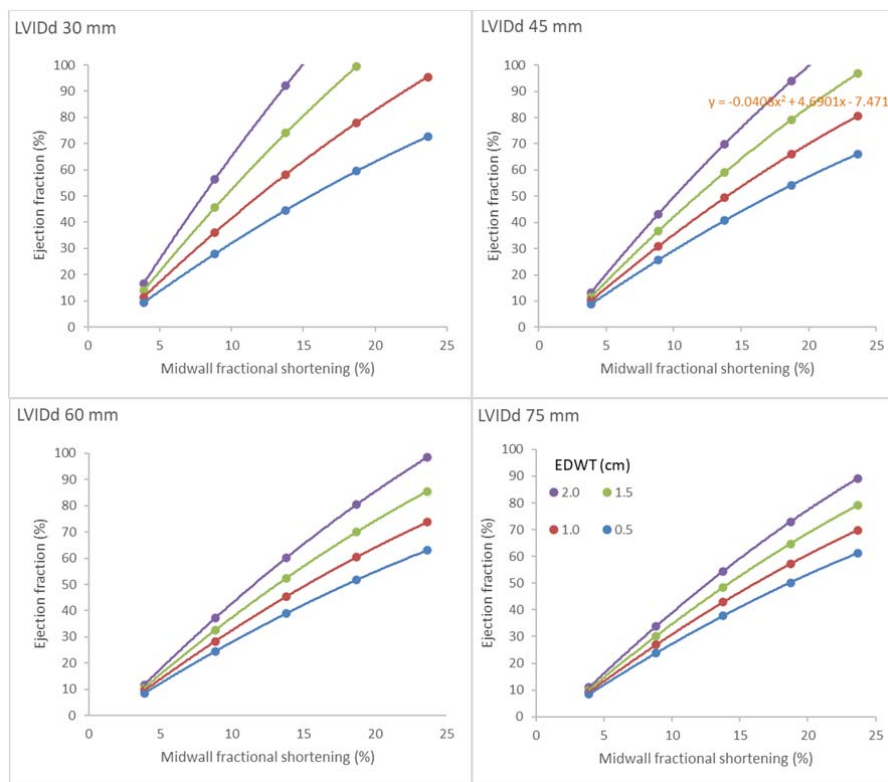 LVIDd 30 mm
100
90
80
70
60
50
40
30
20
10
0
Ejection fraction (%)
0 5 10 15 20 25
Midwall fractional shortening (%)
LVIDd 45 mm
100
90
80
70
60
50
40
30
20
10
0
Ejection fraction (%)
y = -0.0408x² + 4.6901x - 7.471
0 5 10 15 20 25
Midwall fractional shortening (%)
LVIDd 60 mm
100
90
80
70
60
50
40
30
20
10
0
Ejection fraction (%)
0 5 10 15 20 25
Midwall fractional shortening (%)
LVIDd 75 mm
100
90
80
70
60
50
40
30
20
10
0
Ejection fraction (%)
EDWT (cm)
2.0 1.5
1.0 0.5
0 5 10 15 20 25
Midwall fractional shortening (%)